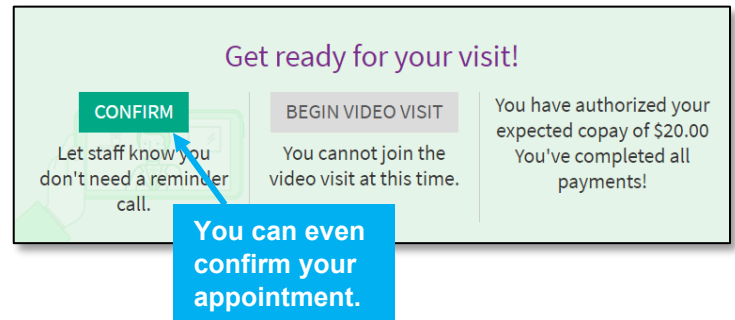 Get ready for your visit!
CONFIRM
Let staff know you
don't need a reminder
call.
BEGIN VIDEO VISIT
You cannot join the
video visit at this time.
You have authorized your
expected copay of $20.00
You've completed all
payments!
You can even
confirm your
appointment.